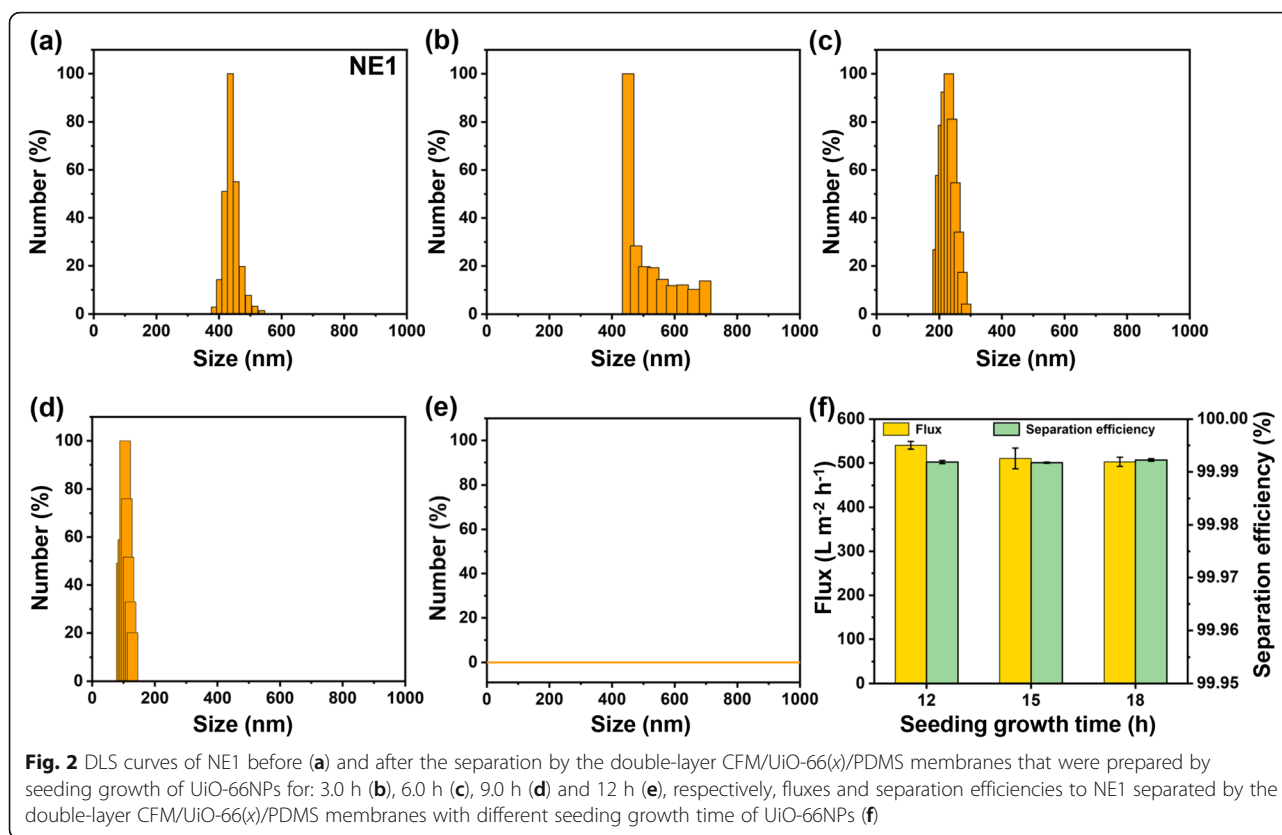 (a)
NE1
Number (%)
100
80
60
40
20
0
0 200 400 600 800 1000
Size (nm)
(b)
Number (%)
100
80
60
40
20
0
0 200 400 600 800 1000
Size (nm)
(c)
Number (%)
100
80
60
40
20
0
0 200 400 600 800 1000
Size (nm)
(d)
Number (%)
100
80
60
40
20
0
0 200 400 600 800 1000
Size (nm)
(e)
Number (%)
100
80
60
40
20
0
0 200 400 600 800 1000
Size (nm)
(f)
Flux (L m⁻² h⁻¹)
600
500
400
300
200
100
0
Flux
Separation efficiency
100.00
99.99
99.98
99.97
99.96
99.95
Separation efficiency (%)
12 15 18
Seeding growth time (h)
Fig. 2 DLS curves of NE1 before (a) and after the separation by the double-layer CFM/UiO-66(x)/PDMS membranes that were prepared by
seeding growth of UiO-66NPs for: 3.0 h (b), 6.0 h (c), 9.0 h (d) and 12 h (e), respectively, fluxes and separation efficiencies to NE1 separated by the
double-layer CFM/UiO-66(x)/PDMS membranes with different seeding growth time of UiO-66NPs (f)